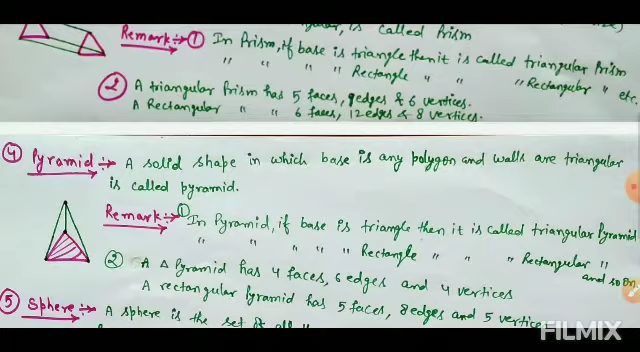 is called Prism
Remark:→ ① In Prism, if base is triangle then it is called triangular Prism
" " " " Rectangle " " " Rectangular " etc.
② A triangular Prism has 5 faces, 9 edges & 6 vertices.
A Rectangular " " 6 faces, 12 edges & 8 vertices.
④ Pyramid:→ A solid shape in which base is any polygon and walls are triangular
is called pyramid.
Remark:→ ① In Pyramid, if base is triangle then it is called triangular Pyramid
" " " " " Rectangle " " " Rectangular "
and so on
② A △ Pyramid has 4 faces, 6 edges and 4 vertices
A rectangular Pyramid has 5 faces, 8 edges and 5 vertices
⑤ Sphere:→ A sphere is the set of all
FILMIX